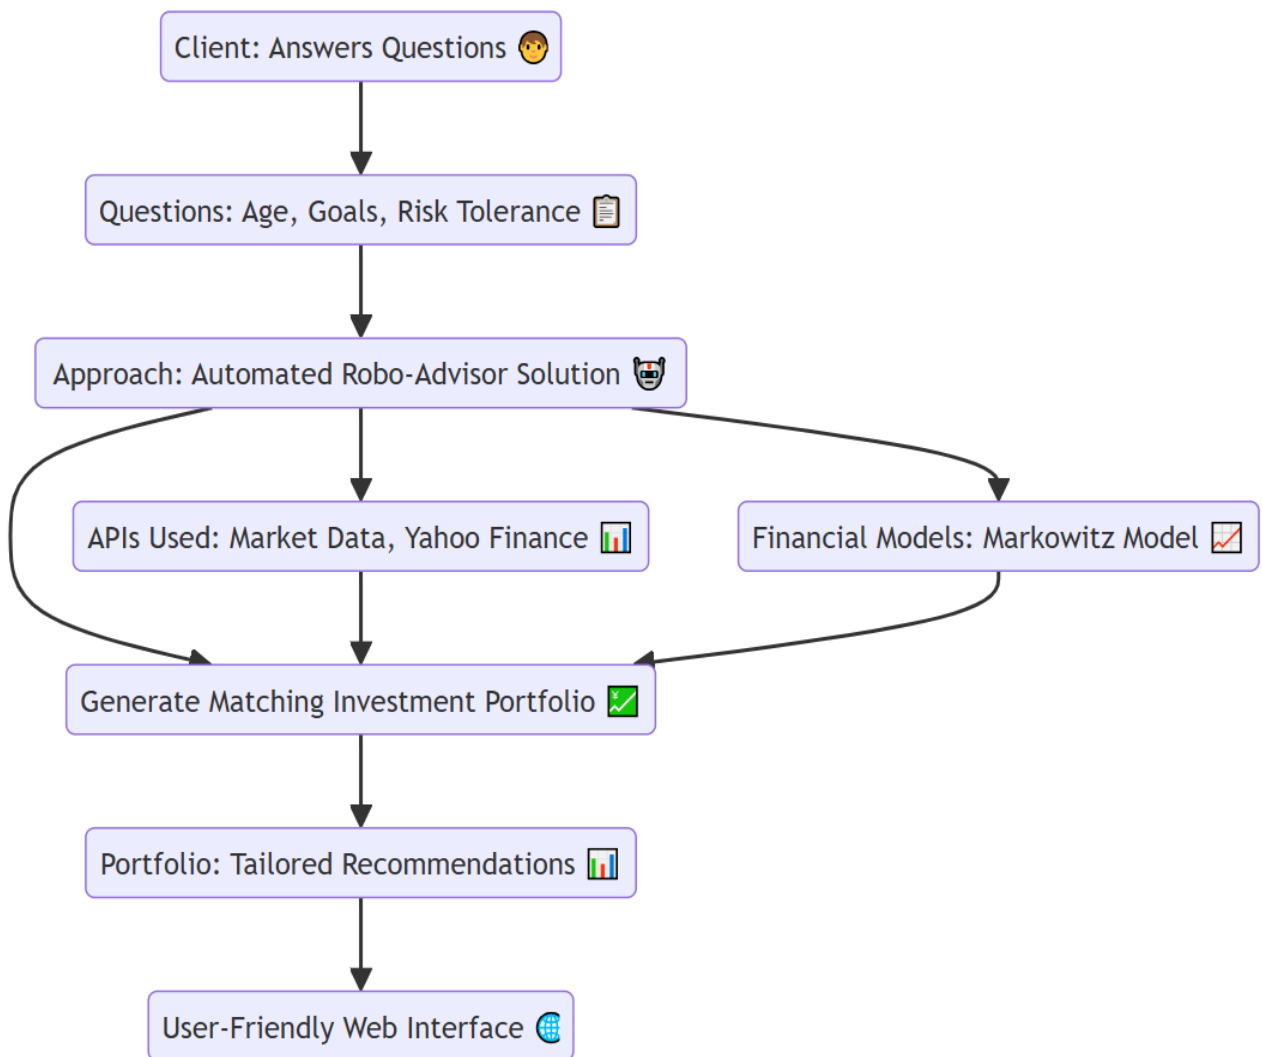 Client: Answers Questions
Questions: Age, Goals, Risk Tolerance
Approach: Automated Robo-Advisor Solution
APIs Used: Market Data, Yahoo Finance
Financial Models: Markowitz Model
Generate Matching Investment Portfolio
Portfolio: Tailored Recommendations
User-Friendly Web Interface